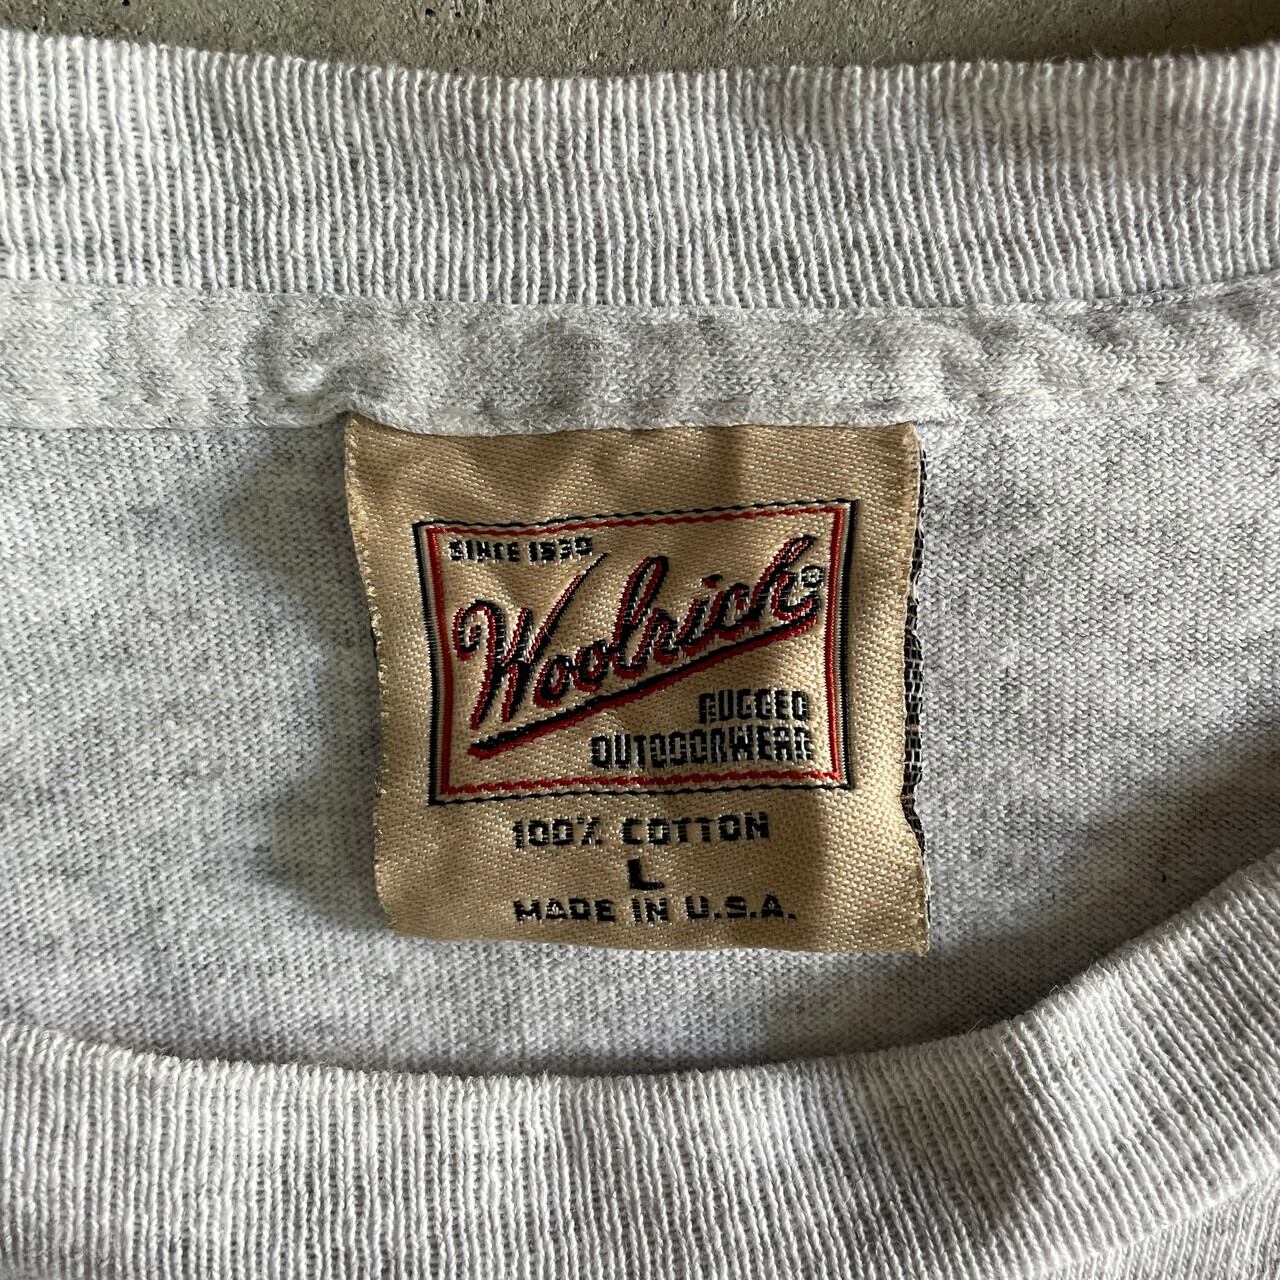 SINCE 1830
Woolrich®
RUGGED
OUTDOORWEAR
100% COTTON
L
MADE IN U.S.A.